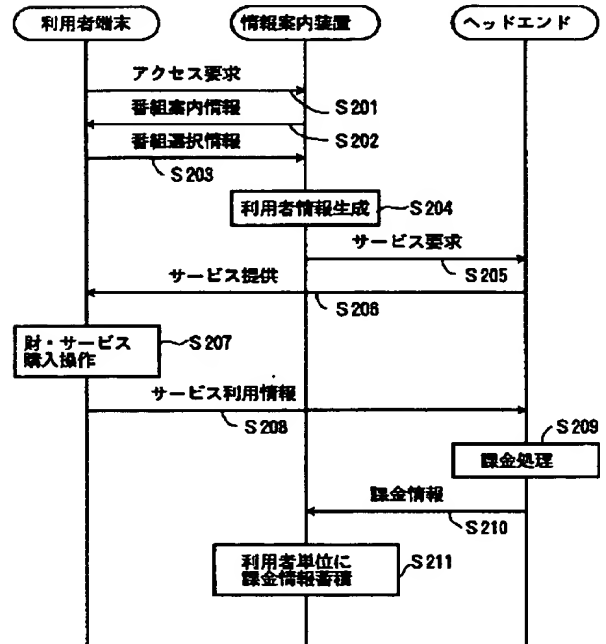 利用者端末
情報案内装置
ヘッドエンド
アクセス要求
S201
番組案内情報
S202
番組選択情報
S203
利用者情報生成
S204
サービス要求
S205
サービス提供
S206
財・サービス
購入操作
S207
サービス利用情報
S208
S209
課金処理
課金情報
S210
利用者単位に
課金情報蓄積
S211